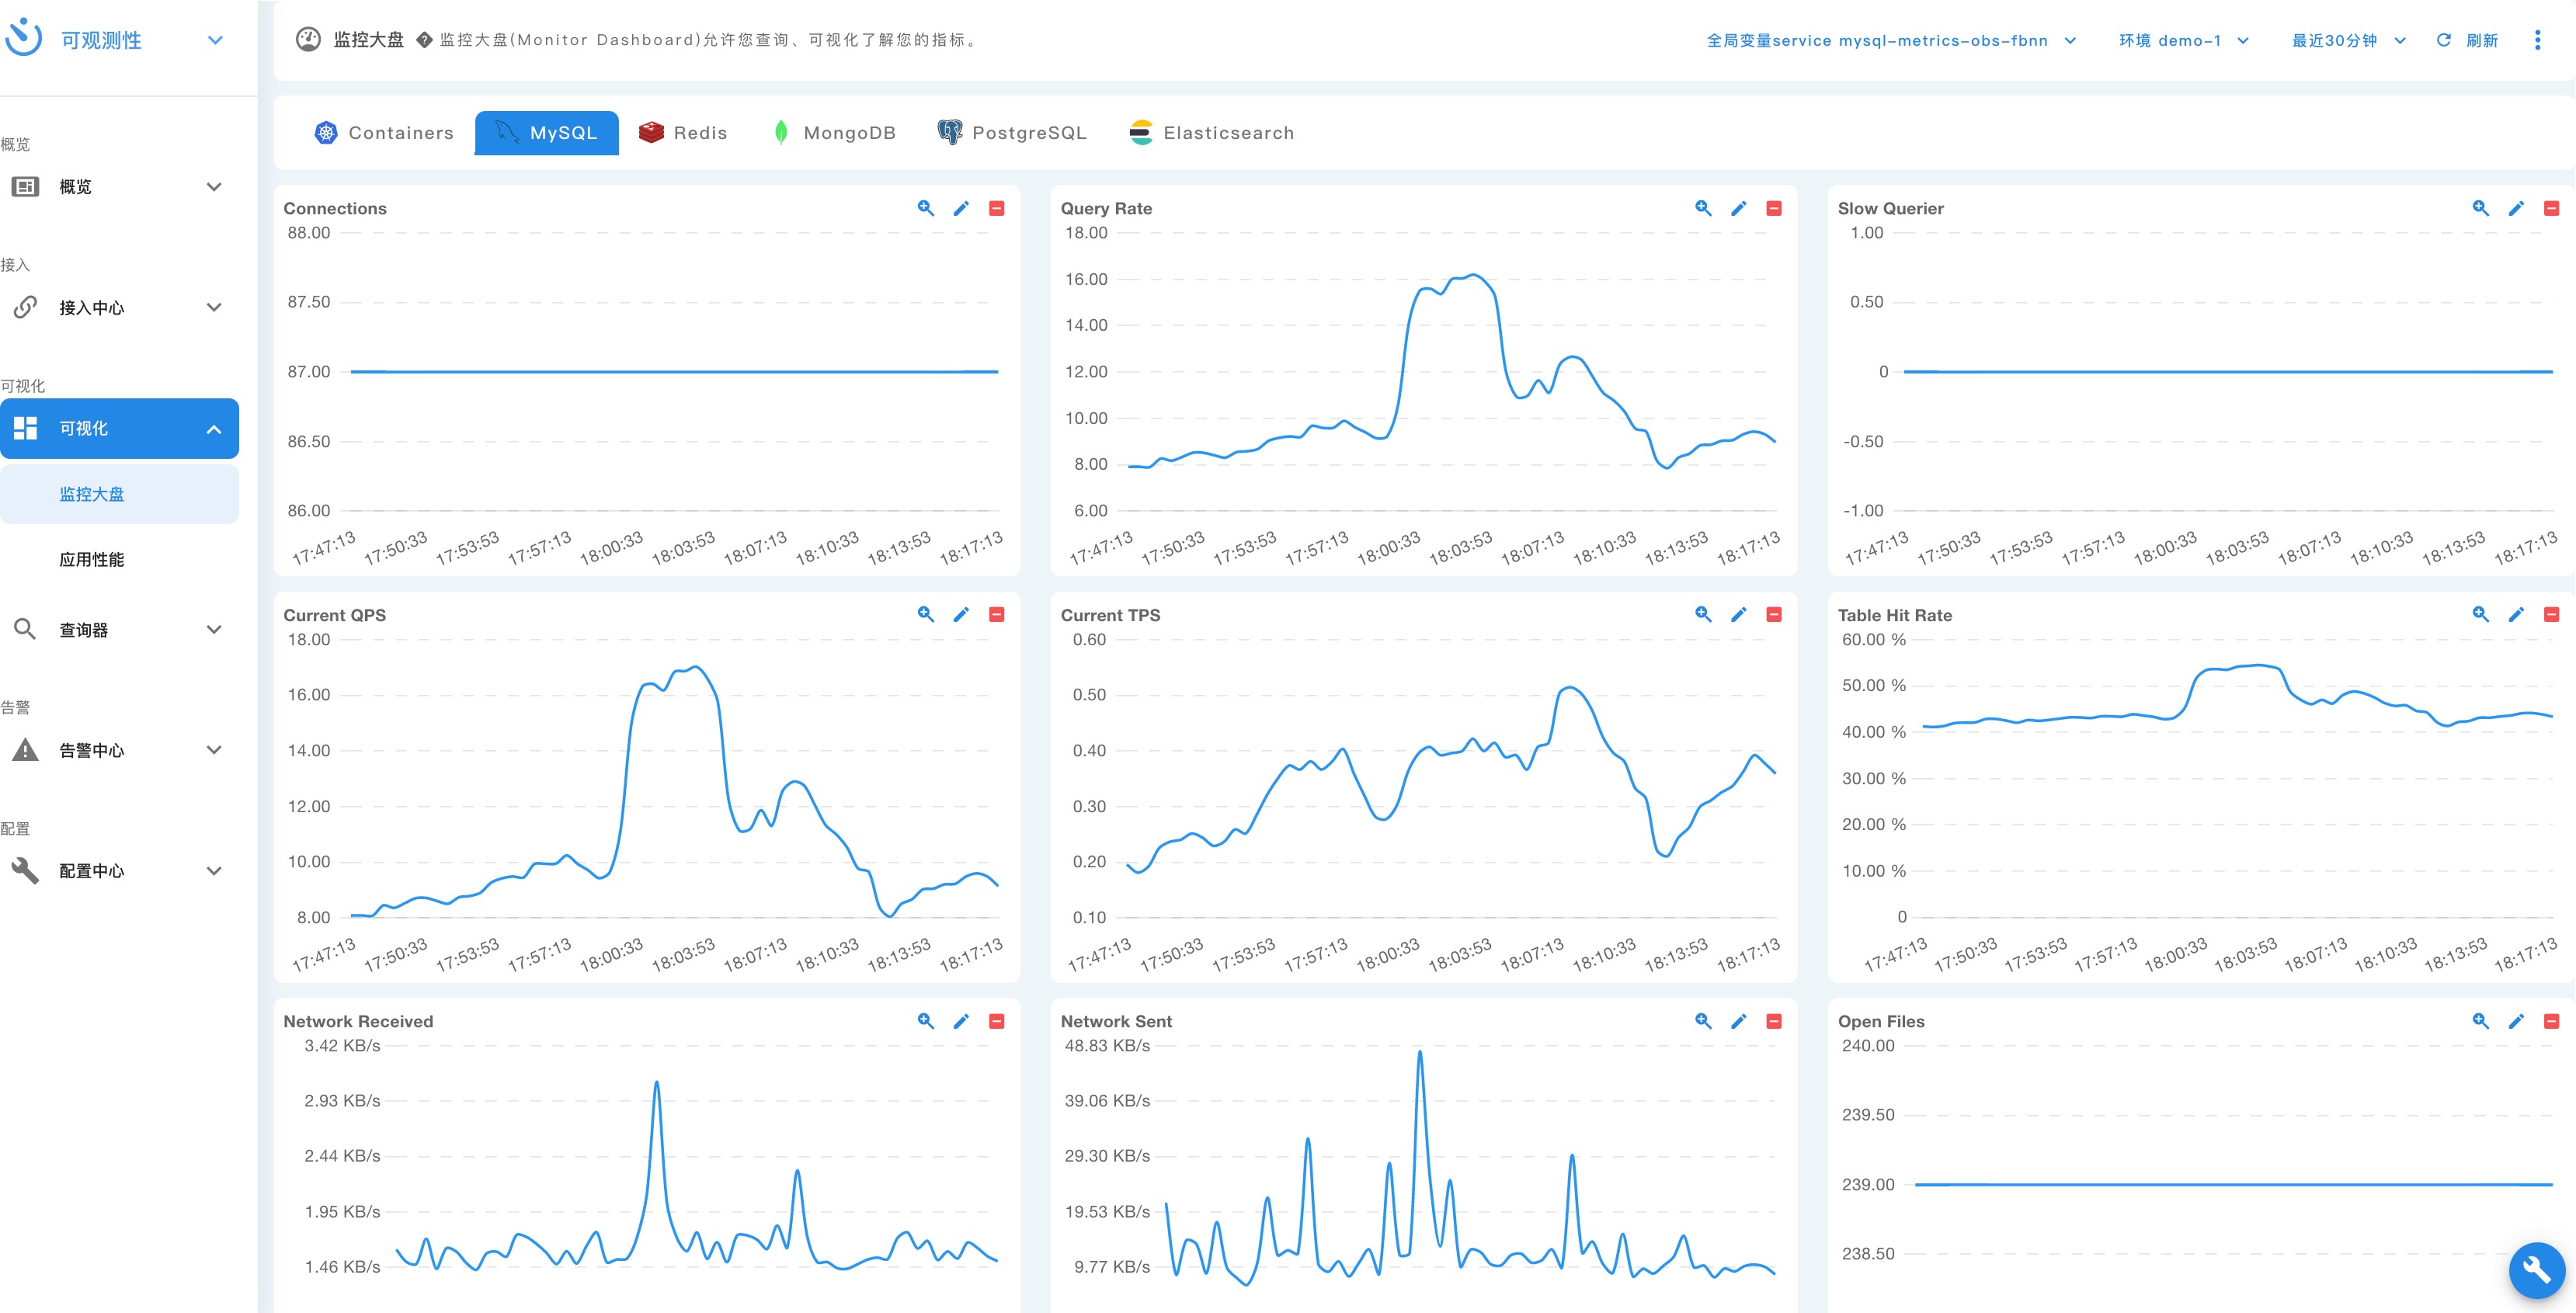 可观测性
监控大盘 监控大盘(Monitor Dashboard)允许您查询、可视化了解您的指标。
全局变量service mysql-metrics-obs-fbnn 环境 demo-1 最近30分钟 刷新
Containers MySQL Redis MongoDB PostgreSQL Elasticsearch
概览
概览
接入
接入中心
可视化
可视化
监控大盘
应用性能
查询器
告警
告警中心
配置
配置中心
Connections
88.00
87.50
87.00
86.50
86.00
17:47:13 17:50:33 17:53:53 17:57:13 18:00:33 18:03:53 18:07:13 18:10:33 18:13:53 18:17:13
Query Rate
18.00
16.00
14.00
12.00
10.00
8.00
6.00
17:47:13 17:50:33 17:53:53 17:57:13 18:00:33 18:03:53 18:07:13 18:10:33 18:13:53 18:17:13
Slow Querier
1.00
0.50
0
-0.50
-1.00
17:47:13 17:50:33 17:53:53 17:57:13 18:00:33 18:03:53 18:07:13 18:10:33 18:13:53 18:17:13
Current QPS
18.00
16.00
14.00
12.00
10.00
8.00
17:47:13 17:50:33 17:53:53 17:57:13 18:00:33 18:03:53 18:07:13 18:10:33 18:13:53 18:17:13
Current TPS
0.60
0.50
0.40
0.30
0.20
0.10
17:47:13 17:50:33 17:53:53 17:57:13 18:00:33 18:03:53 18:07:13 18:10:33 18:13:53 18:17:13
Table Hit Rate
60.00 %
50.00 %
40.00 %
30.00 %
20.00 %
10.00 %
0
17:47:13 17:50:33 17:53:53 17:57:13 18:00:33 18:03:53 18:07:13 18:10:33 18:13:53 18:17:13
Network Received
3.42 KB/s
2.93 KB/s
2.44 KB/s
1.95 KB/s
1.46 KB/s
Network Sent
48.83 KB/s
39.06 KB/s
29.30 KB/s
19.53 KB/s
9.77 KB/s
Open Files
240.00
239.50
239.00
238.50